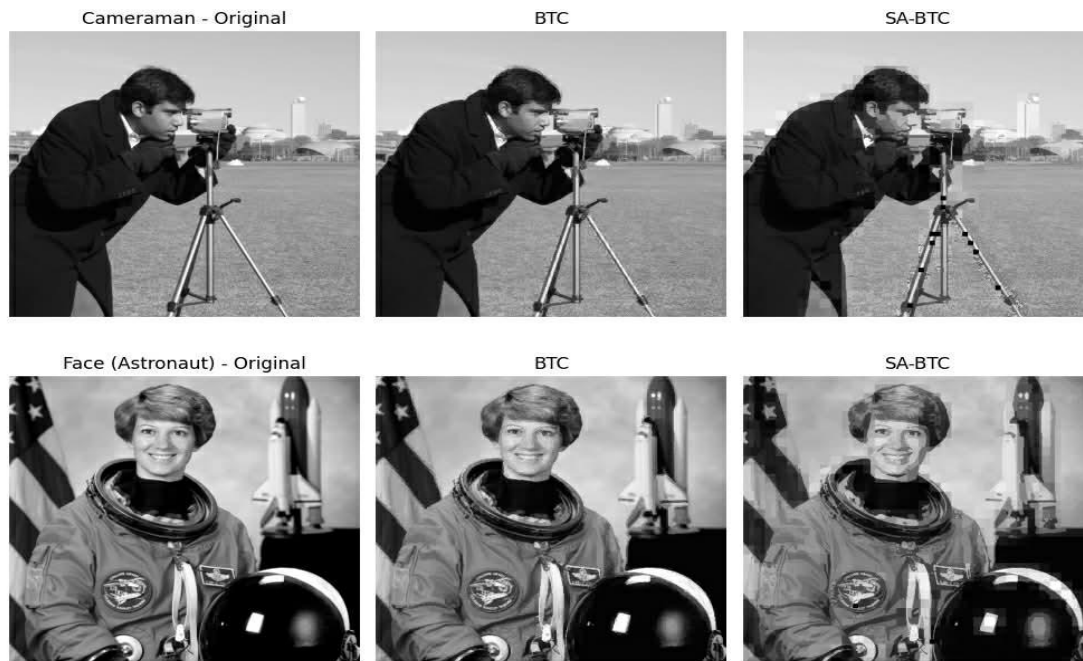 Cameraman - Original
BTC
SA-BTC
Face (Astronaut) - Original
BTC
SA-BTC